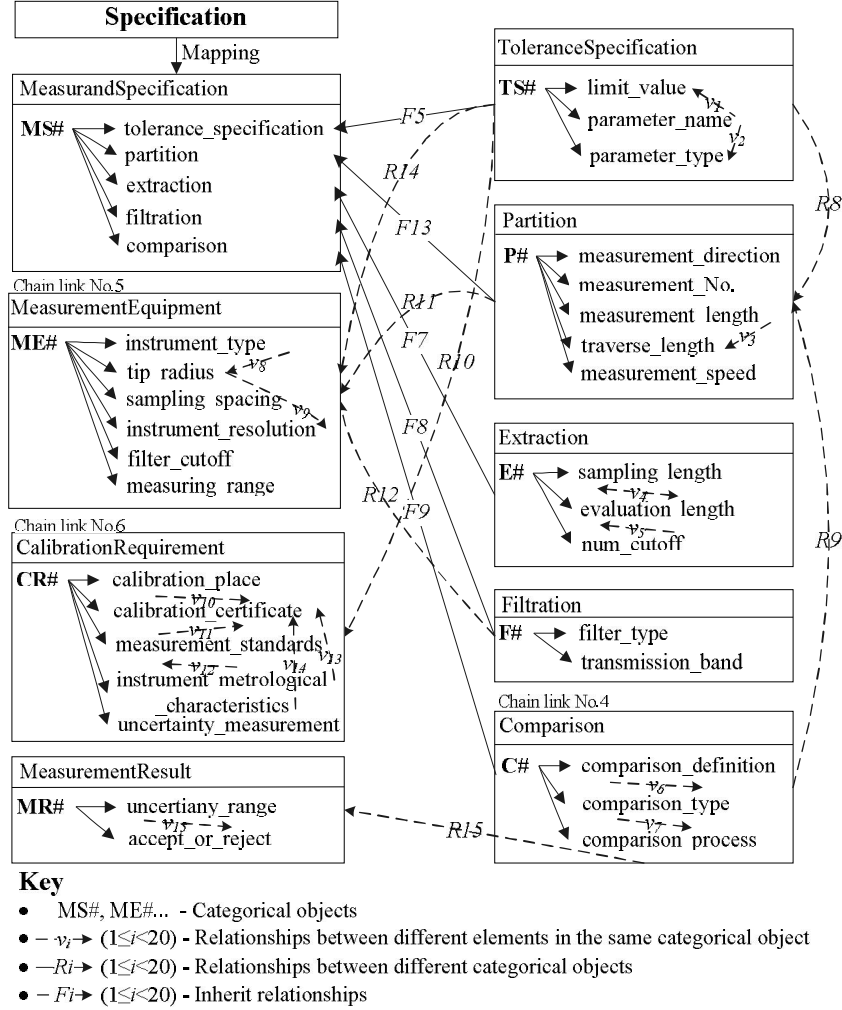 Specification
Mapping
MeasurandSpecification
MS#
tolerance_specification
partition
extraction
filtration
comparison
Chain link No.5
MeasurementEquipment
ME#
instrument_type
tip radius
v8
sampling spacing
v9
instrument_resolution
filter_cutoff
measuring range
Chain link No.6
CalibrationRequirement
CR#
calibration_place
v10
calibration_certificate
v11
measurement_standards
v12
v14
v13
instrument metrological
_characteristics
uncertainty_measurement
MeasurementResult
MR#
uncertiany_range
v15
accept_or_reject
F5
R14
F13
R11
F7
R10
F8
R12
F9
R15
ToleranceSpecification
TS#
limit_value
v1
parameter_name
v2
parameter_type
R8
Partition
P#
measurement_direction
measurement_No.
measurement length
v3
traverse_length
measurement_speed
Extraction
E#
sampling length
v4
evaluation length
v5
num_cutoff
R9
Filtration
F#
filter_type
transmission_band
Chain link No.4
Comparison
C#
comparison_definition
v6
comparison_type
v7
comparison process
Key
• MS#, ME#... - Categorical objects
• – vi→ (1≤i<20) - Relationships between different elements in the same categorical object
• —Ri→ (1≤i<20) - Relationships between different categorical objects
• – Fi→ (1≤i<20) - Inherit relationships